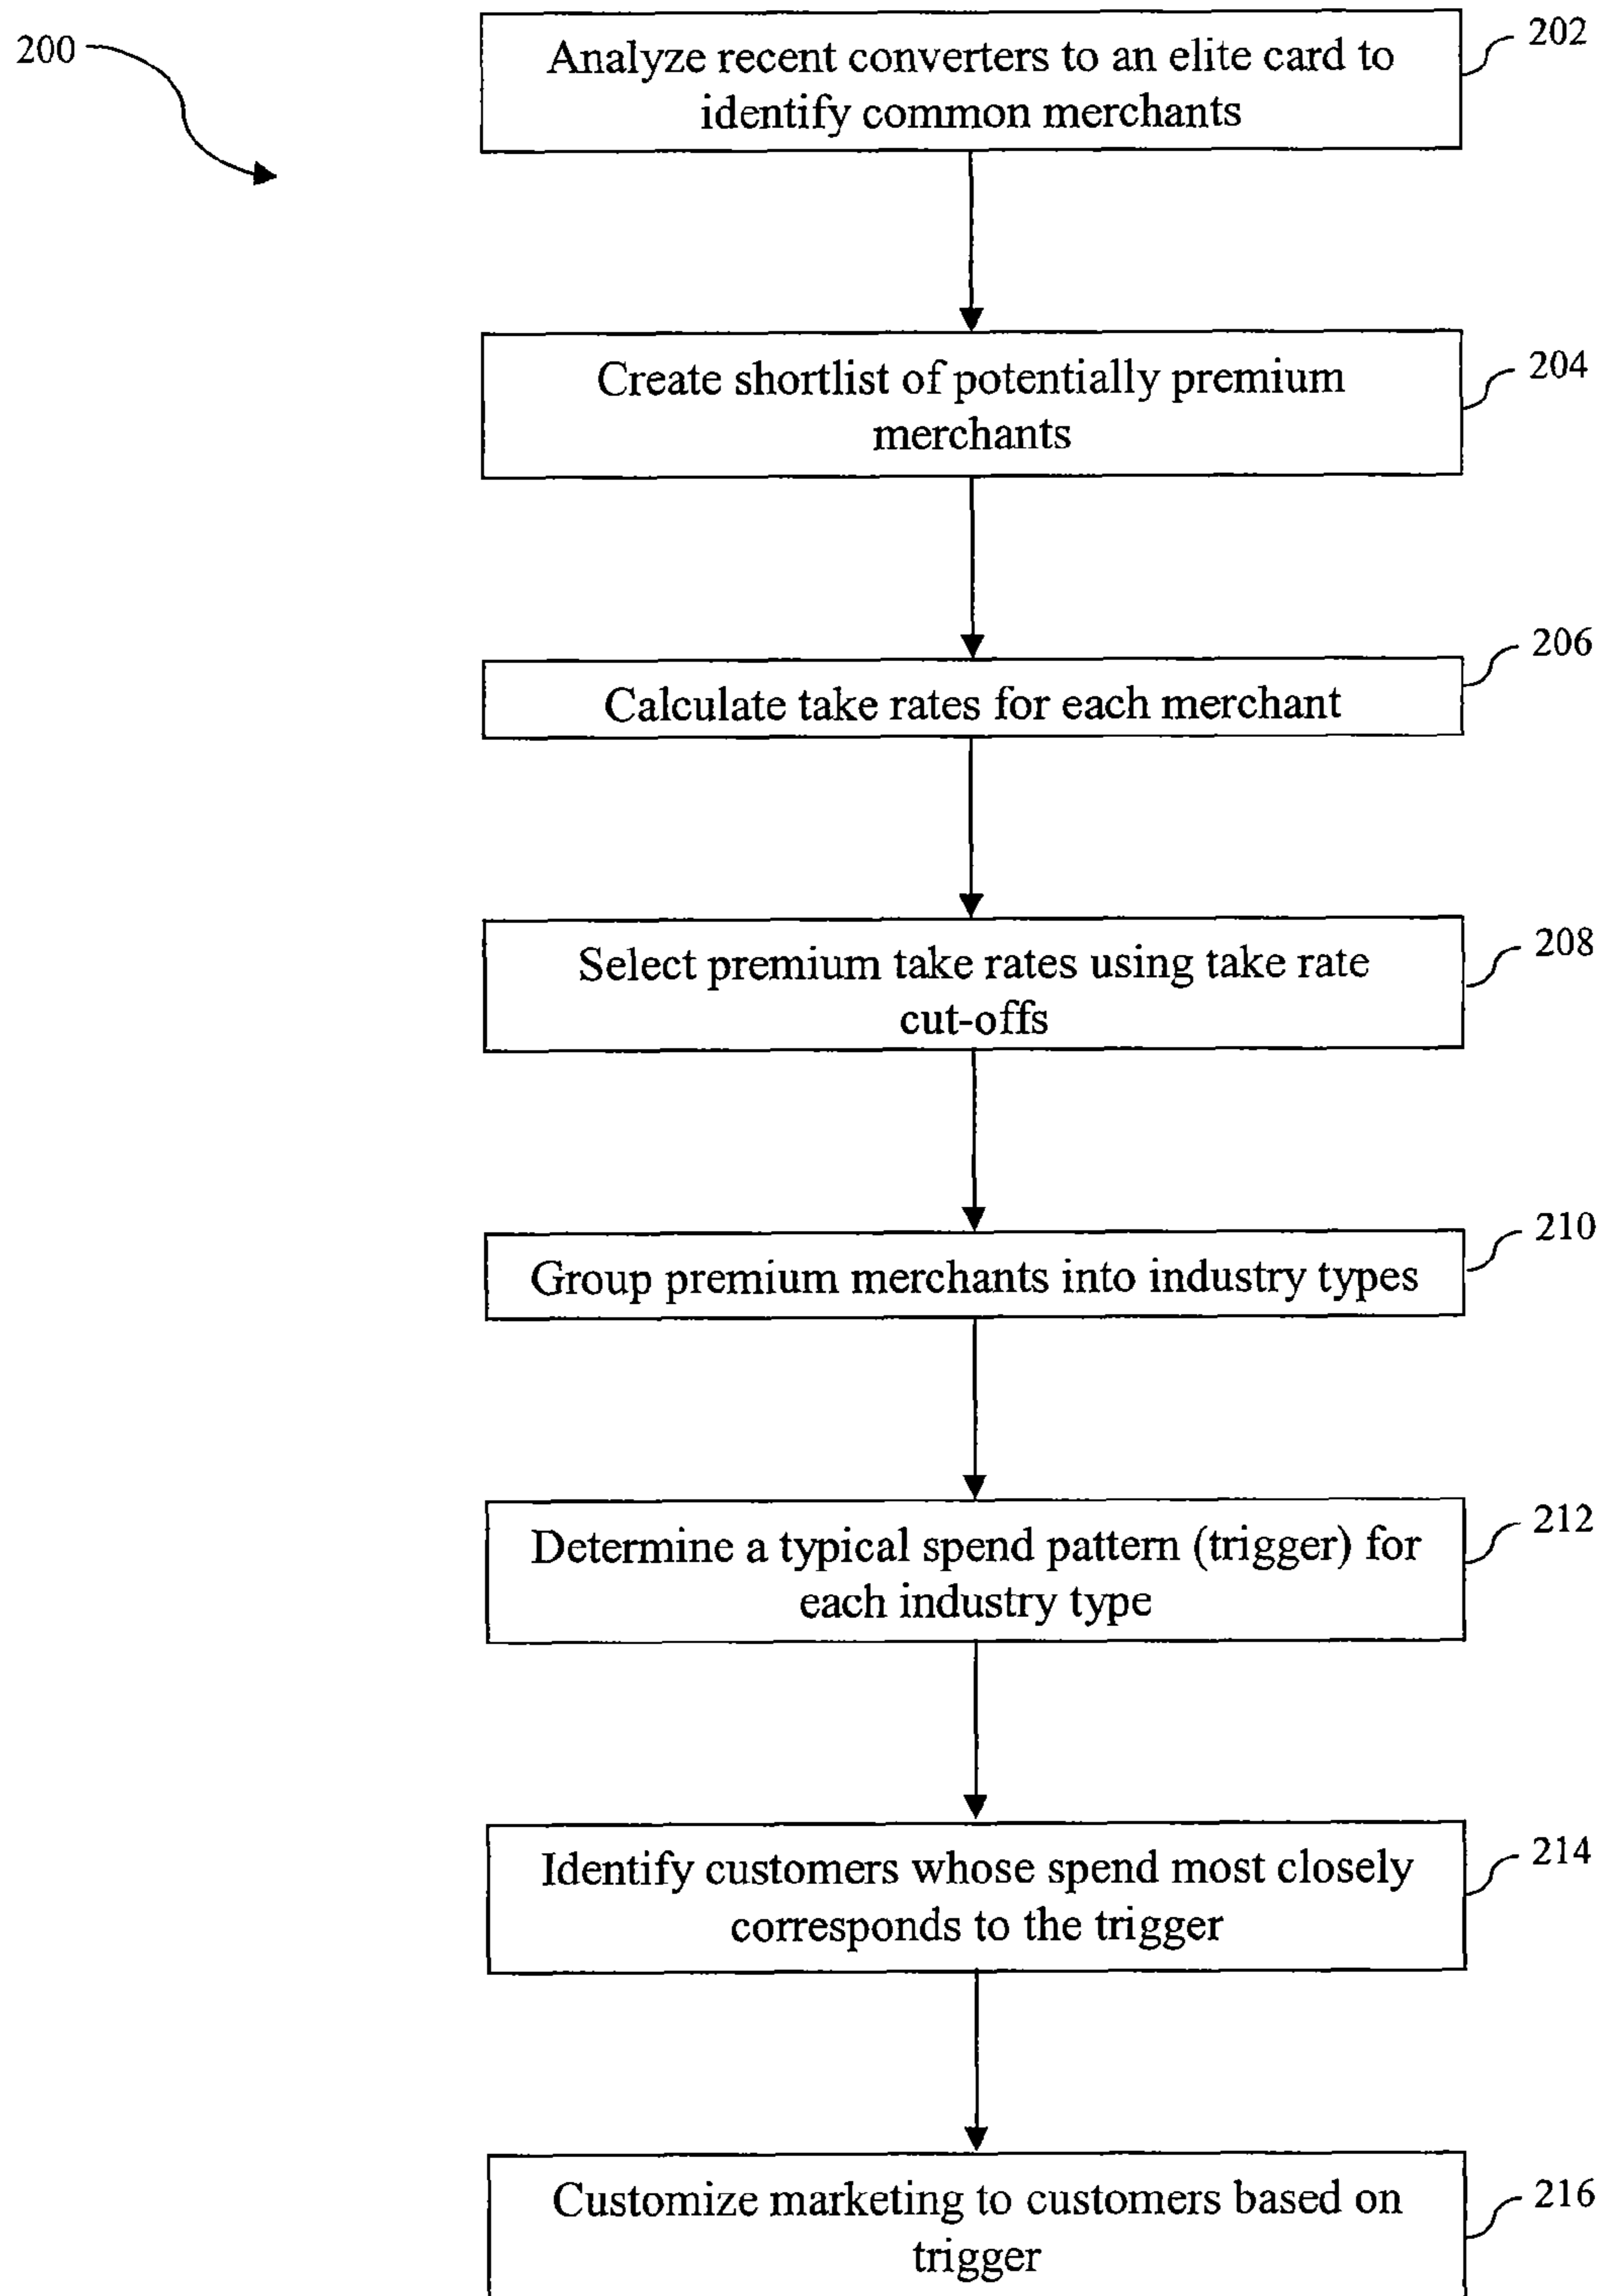 200
Analyze recent converters to an elite card to
identify common merchants
202
Create shortlist of potentially premium
merchants
204
Calculate take rates for each merchant
206
Select premium take rates using take rate
cut-offs
208
Group premium merchants into industry types
210
Determine a typical spend pattern (trigger) for
each industry type
212
Identify customers whose spend most closely
corresponds to the trigger
214
Customize marketing to customers based on
trigger
216